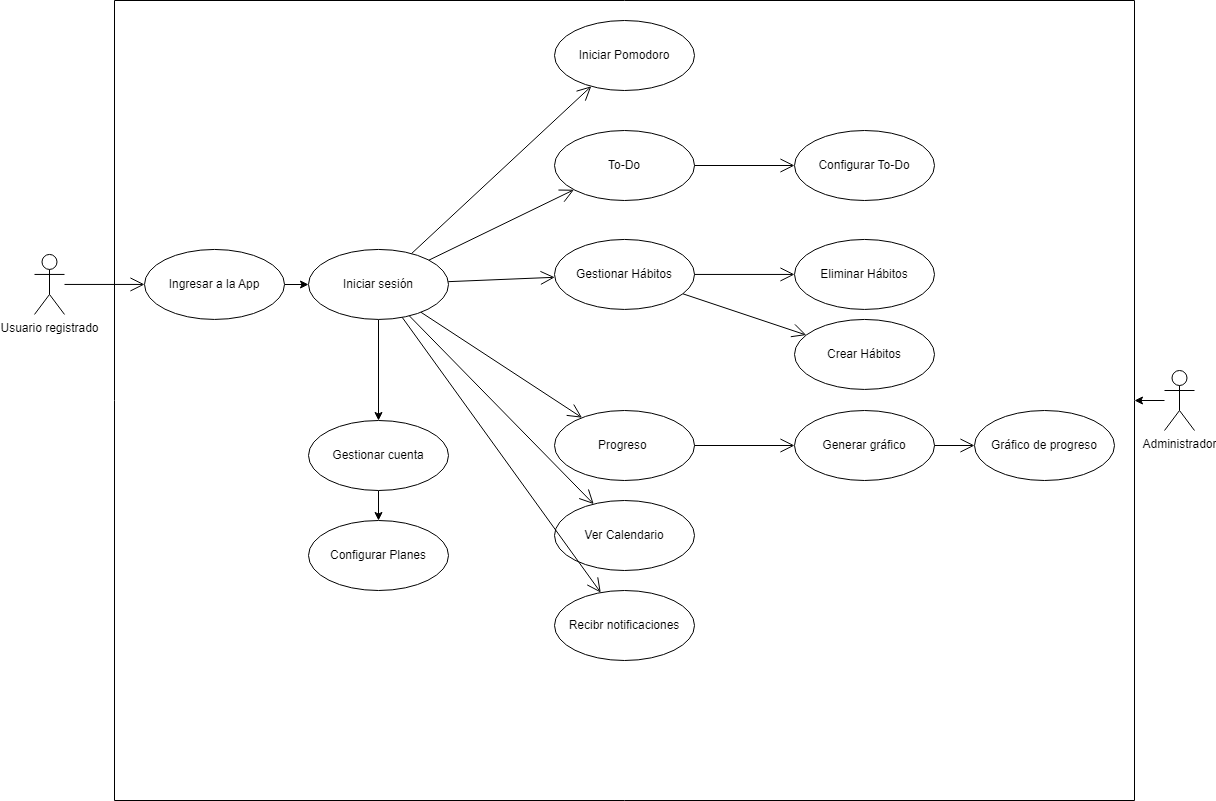 Iniciar Pomodoro
To-Do
Configurar To-Do
Usuario registrado
Ingresar a la App
Iniciar sesión
Gestionar Hábitos
Eliminar Hábitos
Crear Hábitos
Gestionar cuenta
Progreso
Generar gráfico
Gráfico de progreso
Administrador
Configurar Planes
Ver Calendario
Recibr notificaciones